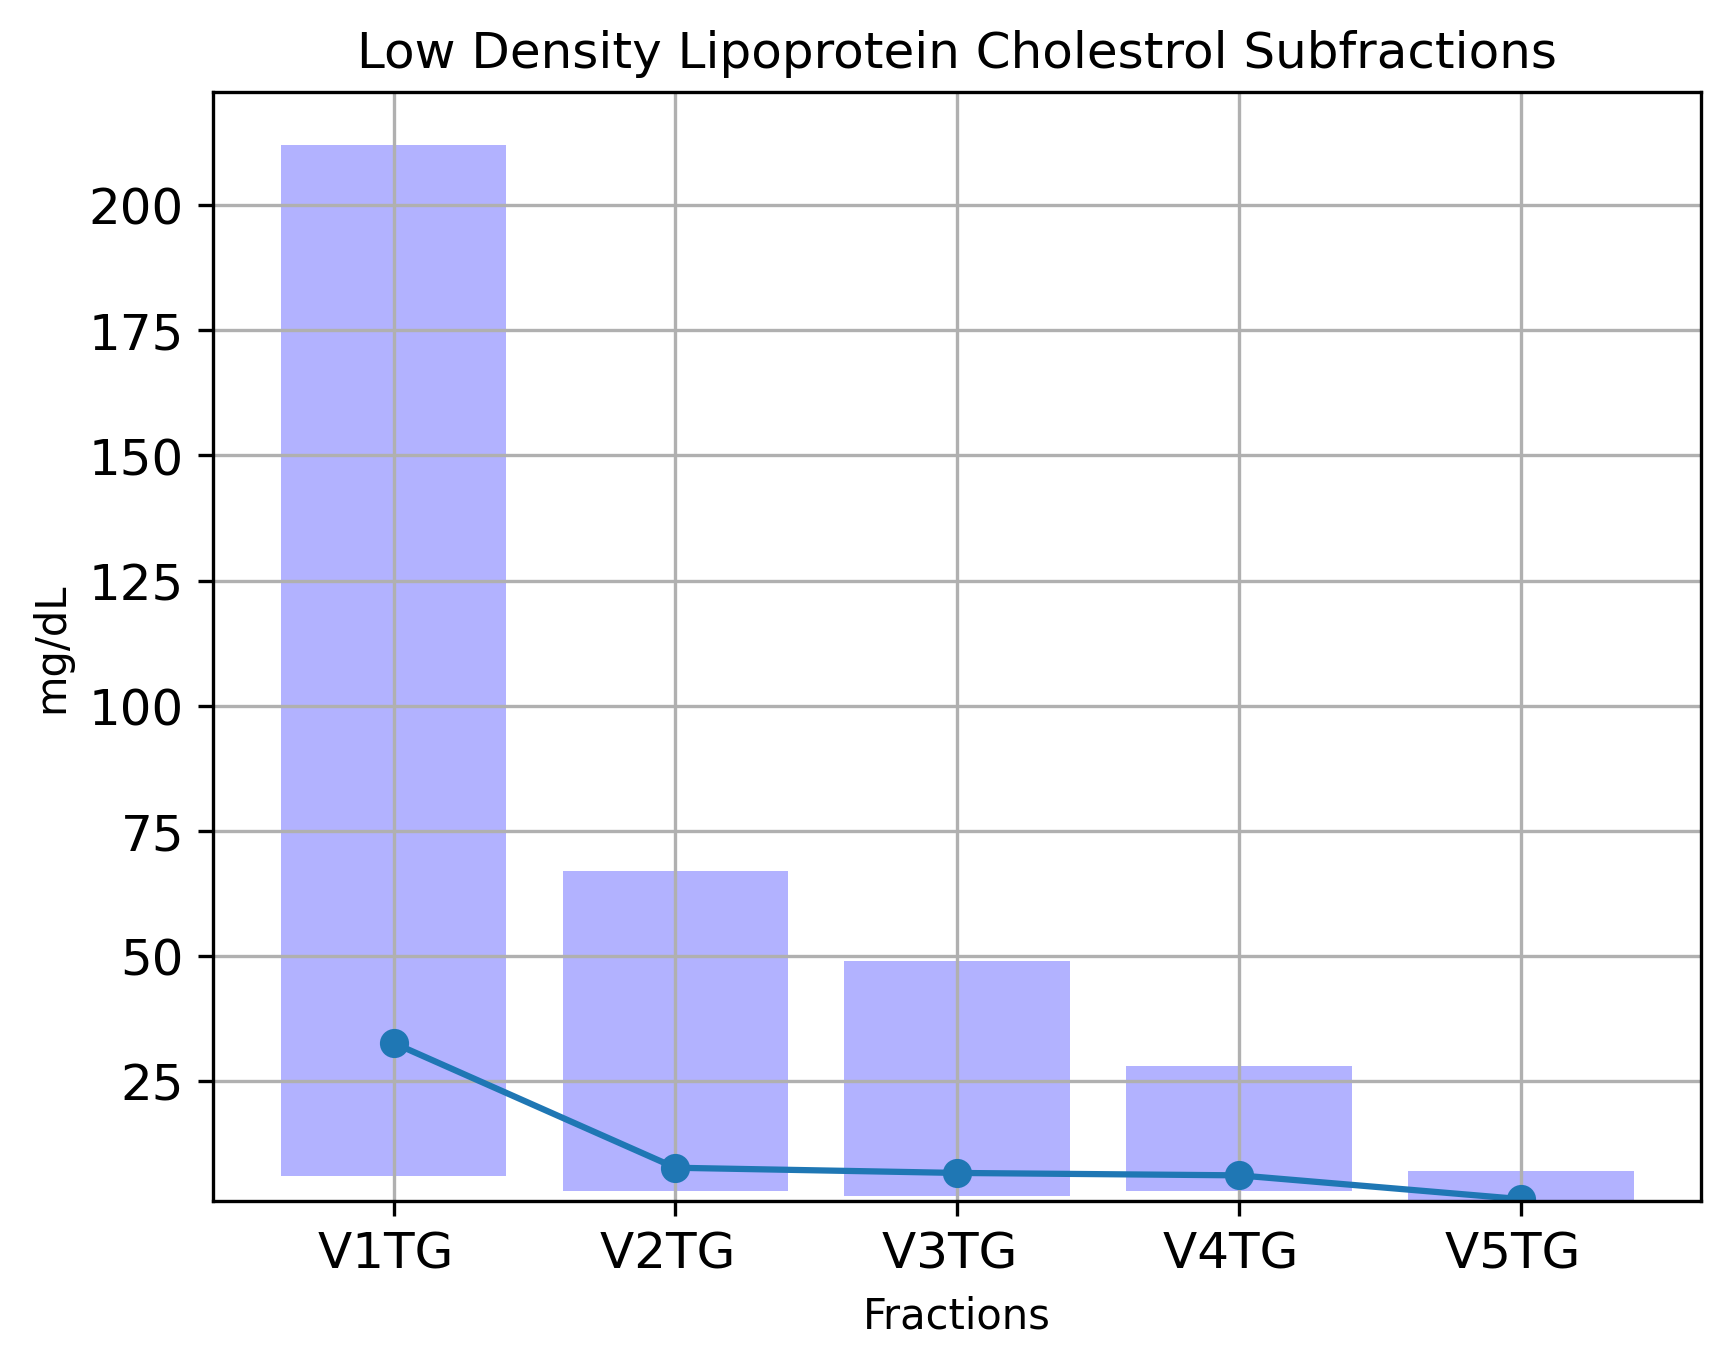 Low Density Lipoprotein Cholestrol Subfractions
200
175
150
125
100
75
50
25
mg/dL
V1TG V2TG V3TG V4TG V5TG
Fractions